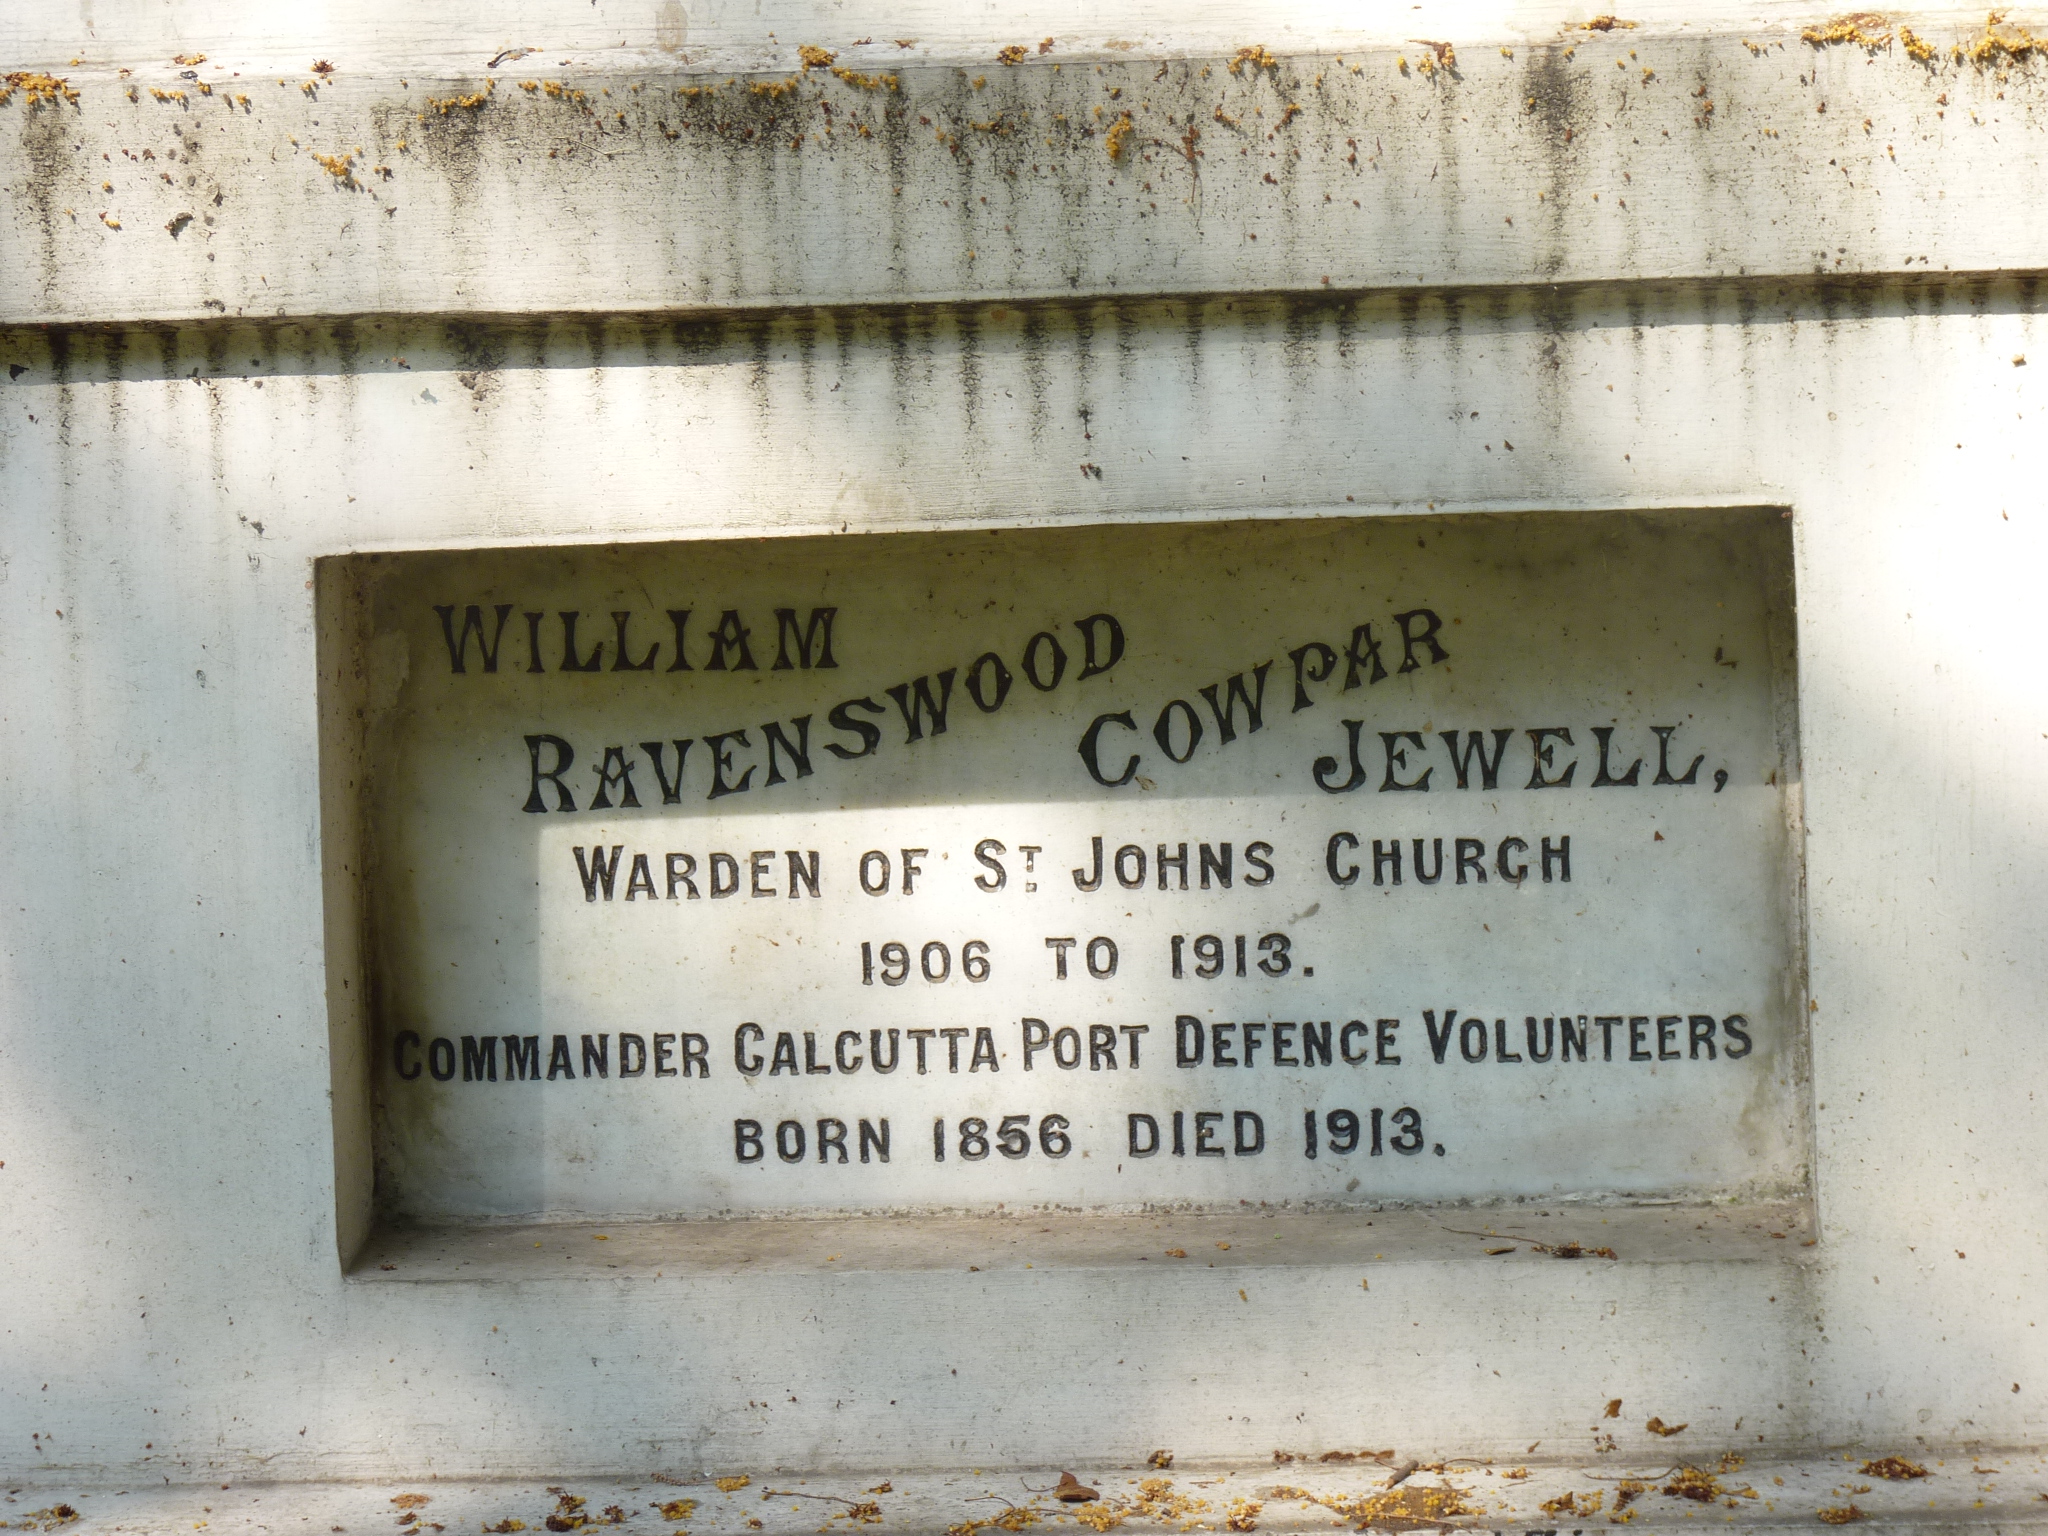 WILLIAM RAVENSWOOD COWPAR JEWELL,
WARDEN OF ST. JOHNS CHURCH
1906 TO 1913.
COMMANDER CALCUTTA PORT DEFENCE VOLUNTEERS
BORN 1856 DIED 1913.